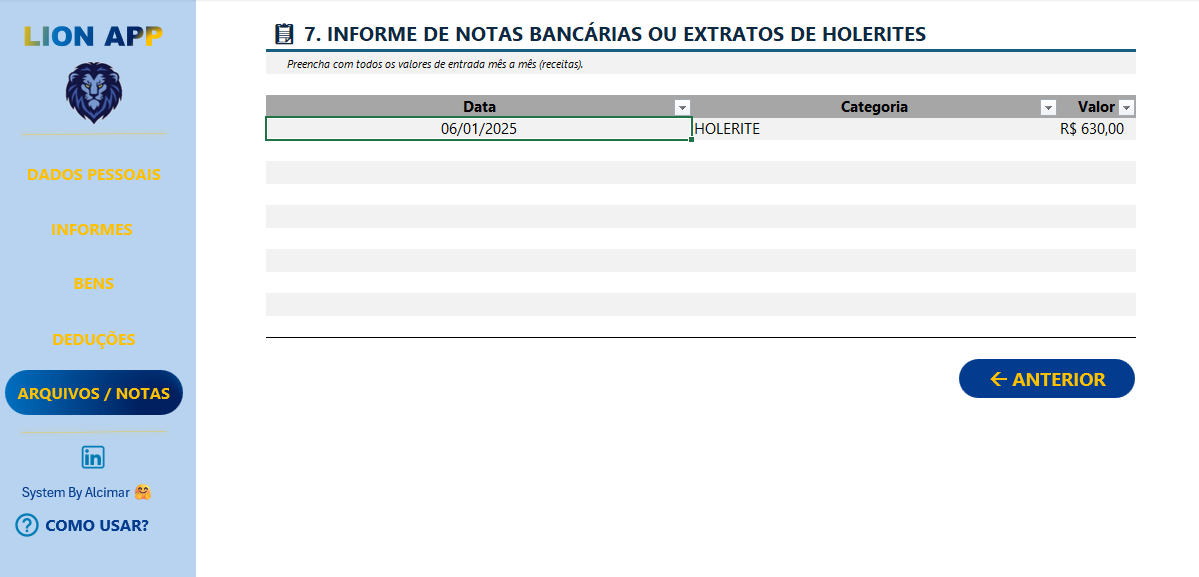 LION APP
DADOS PESSOAIS
INFORMES
BENS
DEDUÇÕES
ARQUIVOS / NOTAS
in
System By Alcimar
? COMO USAR?
7. INFORME DE NOTAS BANCÁRIAS OU EXTRATOS DE HOLERITES
Preencha com todos os valores de entrada mês a mês (receitas).
Data Categoria Valor
06/01/2025 HOLERITE R$ 630,00
← ANTERIOR